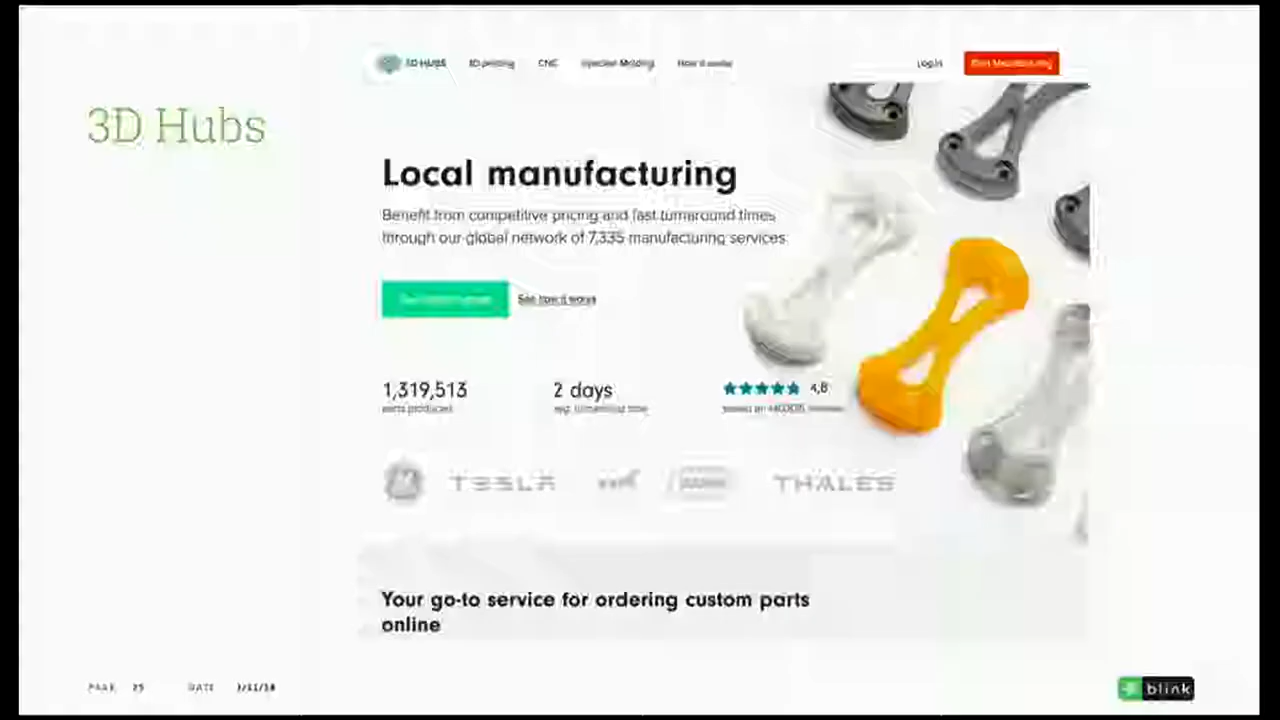 3D HUBS 3D printing CNC Injection Molding How it works Log in
3D Hubs
Local manufacturing
Benefit from competitive pricing and fast turnaround times
through our global network of 7,335 manufacturing services
See how it works
1,319,513 2 days 4,8
parts produced avg. turnaround time
TESLA THALES
Your go-to service for ordering custom parts
online
PAGE 25 DATE blink